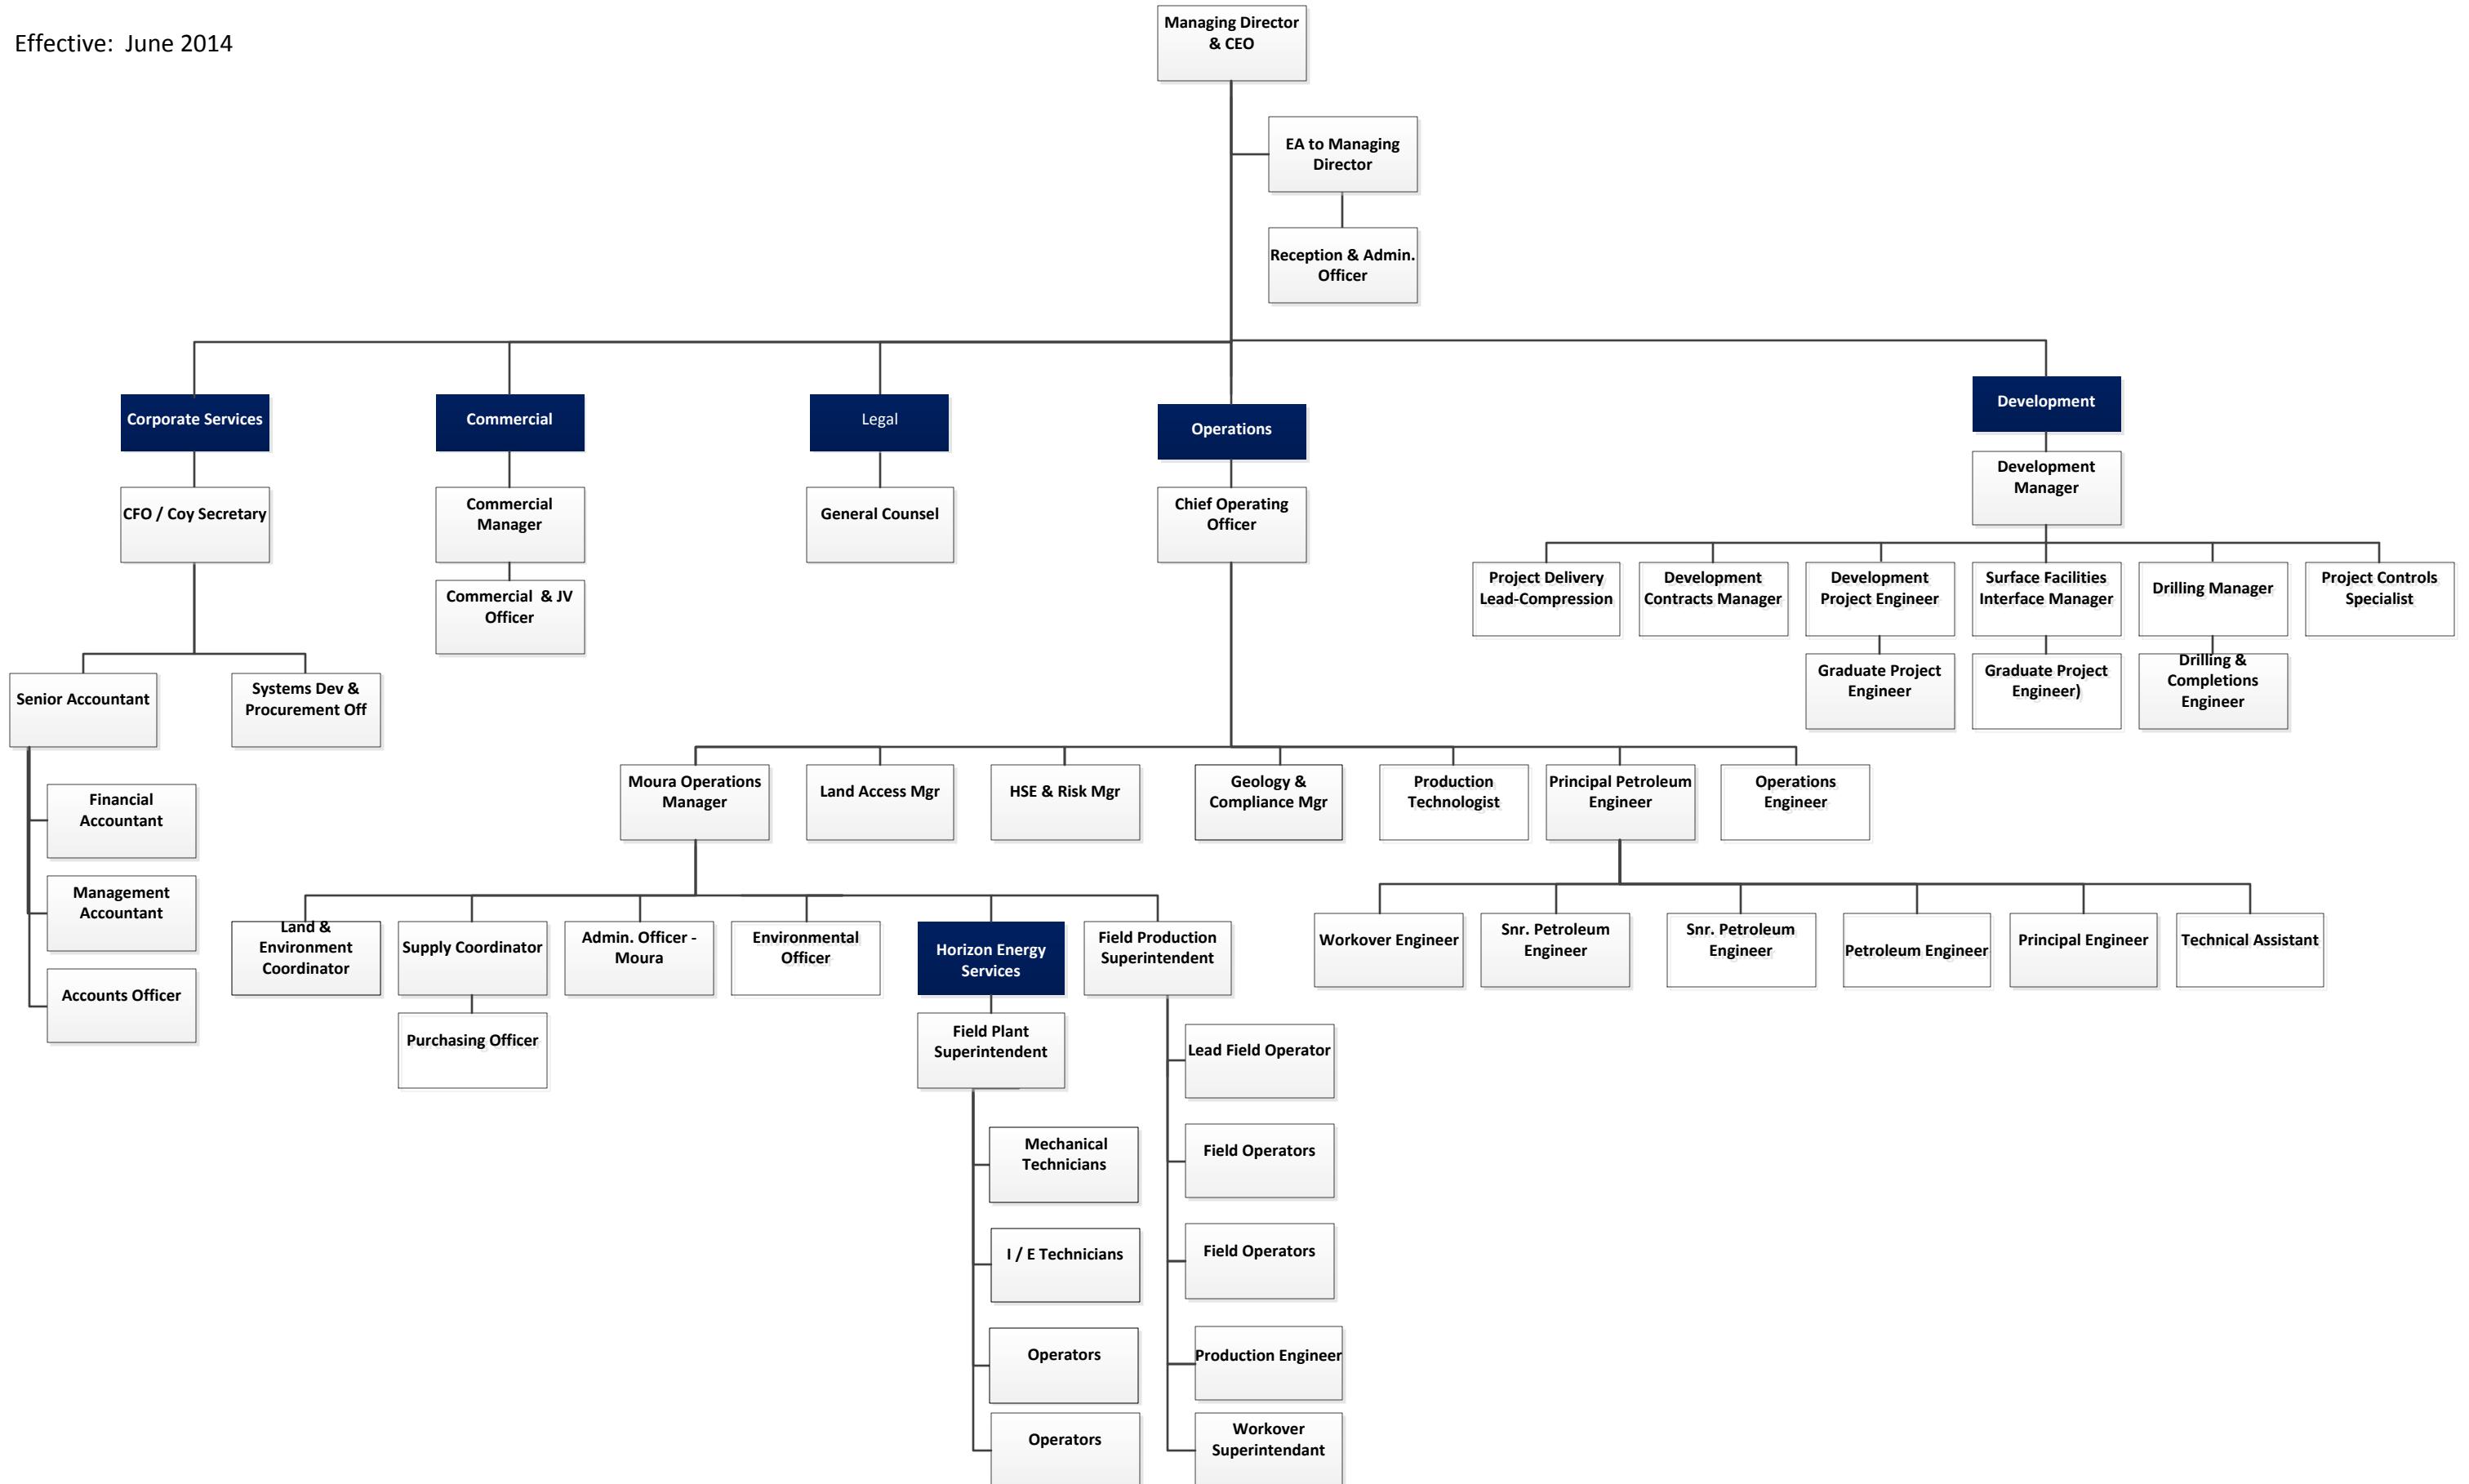 Effective:  June 2014
Managing Director
& CEO
EA to Managing
Director
Reception & Admin.
Officer
Corporate Services
Commercial
Legal
Operations
Development
CFO / Coy Secretary
Commercial
Manager
General Counsel
Chief Operating
Officer
Development
Manager
Commercial  & JV
Officer
Project Delivery
Lead-Compression
Development
Contracts Manager
Development
Project Engineer
Surface Facilities
Interface Manager
Drilling Manager
Project Controls
Specialist
Graduate Project
Engineer
Graduate Project
Engineer)
Drilling &
Completions
Engineer
Senior Accountant
Systems Dev &
Procurement Off
Financial
Accountant
Management
Accountant
Accounts Officer
Moura Operations
Manager
Land Access Mgr
HSE & Risk Mgr
Geology &
Compliance Mgr
Production
Technologist
Principal Petroleum
Engineer
Operations
Engineer
Land &
Environment
Coordinator
Supply Coordinator
Admin. Officer -
Moura
Environmental
Officer
Horizon Energy
Services
Field Production
Superintendent
Workover Engineer
Snr. Petroleum
Engineer
Snr. Petroleum
Engineer
Petroleum Engineer
Principal Engineer
Technical Assistant
Purchasing Officer
Field Plant
Superintendent
Mechanical
Technicians
I / E Technicians
Operators
Operators
Lead Field Operator
Field Operators
Field Operators
Production Engineer
Workover
Superintendant